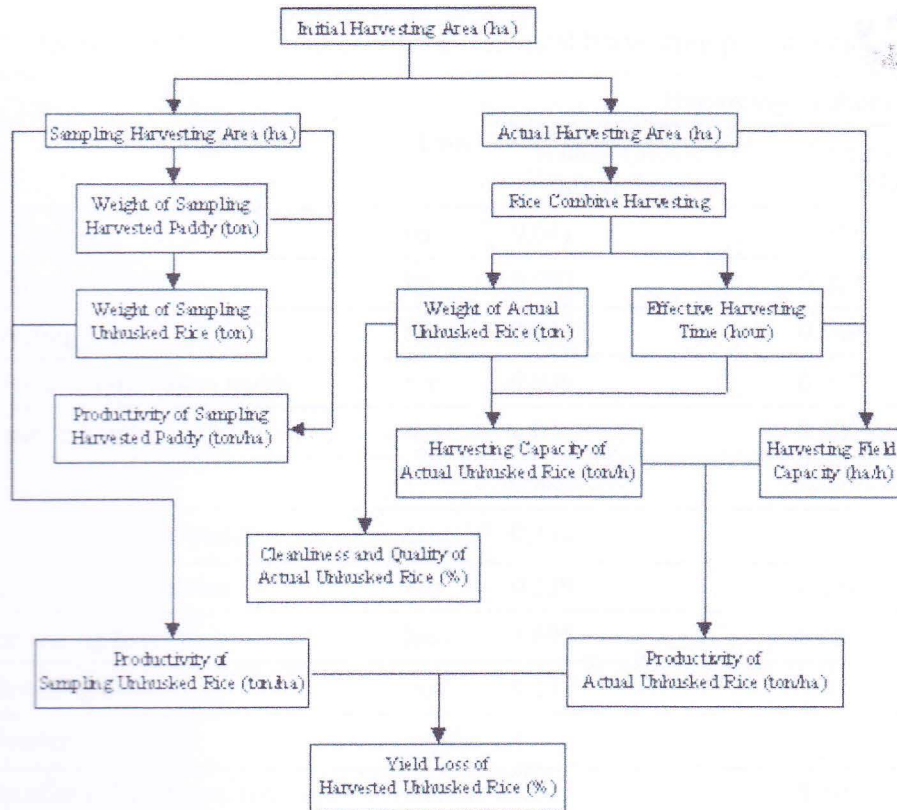 Initial Harvesting Area (ha)
Sampling Harvesting Area (ha)
Actual Harvesting Area (ha)
Weight of Sampling
Harvested Paddy (ton)
Rice Combine Harvesting
Weight of Sampling
Unhusked Rice (ton)
Weight of Actual
Unhusked Rice (ton)
Effective Harvesting
Time (hour)
Productivity of Sampling
Harvested Paddy (ton/ha)
Harvesting Capacity of
Actual Unhusked Rice (ton/h)
Harvesting Field
Capacity (ha/h)
Cleanliness and Quality of
Actual Unhusked Rice (%)
Productivity of
Sampling Unhusked Rice (ton/ha)
Productivity of
Actual Unhusked Rice (ton/ha)
Yield Loss of
Harvested Unhusked Rice (%)